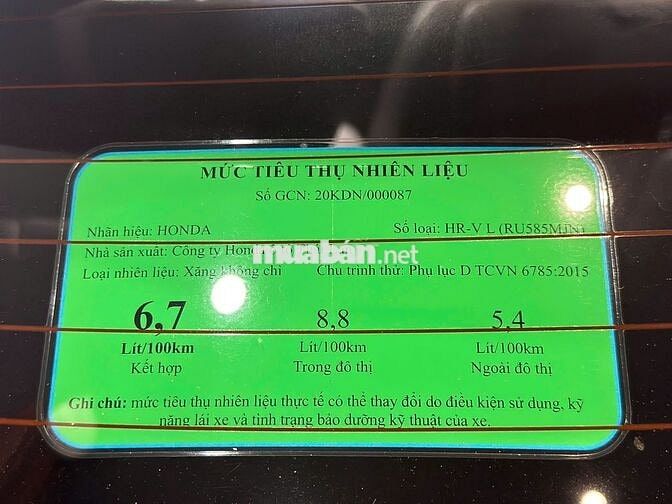 MỨC TIÊU THỤ NHIÊN LIỆU
Số GCN: 20KDN/000087
Nhãn hiệu: HONDA
Số loại: HR-V L (RU585MJN)
Nhà sản xuất: Công ty Honda
muaban.net
Loại nhiên liệu: Xăng không chì
Chu trình thử: Phụ lục D TCVN 6785:2015
6,7
8,8
5,4
Lít/100km
Lít/100km
Lít/100km
Kết hợp
Trong đô thị
Ngoài đô thị
Ghi chú: mức tiêu thụ nhiên liệu thực tế có thể thay đổi do điều kiện sử dụng, kỹ
năng lái xe và tình trạng bảo dưỡng kỹ thuật của xe.